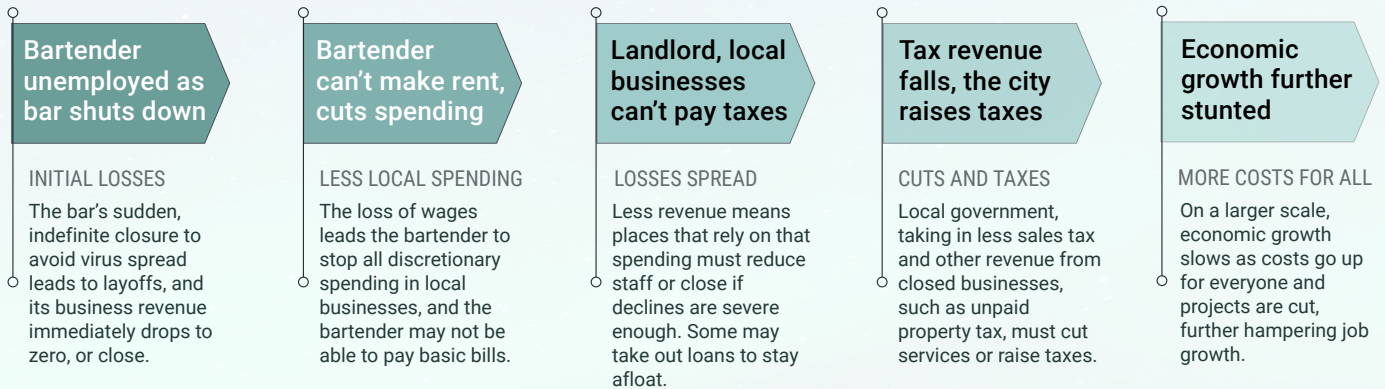 Bartender
unemployed as
bar shuts down
INITIAL LOSSES
The bar's sudden,
indefinite closure to
avoid virus spread
leads to layoffs, and
its business revenue
immediately drops to
zero, or close.
Bartender
can't make rent,
cuts spending
LESS LOCAL SPENDING
The loss of wages
leads the bartender to
stop all discretionary
spending in local
businesses, and the
bartender may not be
able to pay basic bills.
Landlord, local
businesses
can't pay taxes
LOSSES SPREAD
Less revenue means
places that rely on that
spending must reduce
staff or close if
declines are severe
enough. Some may
take out loans to stay
afloat.
Tax revenue
falls, the city
raises taxes
CUTS AND TAXES
Local government,
taking in less sales tax
and other revenue from
closed businesses,
such as unpaid
property tax, must cut
services or raise taxes.
Economic
growth further
stunted
MORE COSTS FOR ALL
On a larger scale,
economic growth
slows as costs go up
for everyone and
projects are cut,
further hampering job
growth.